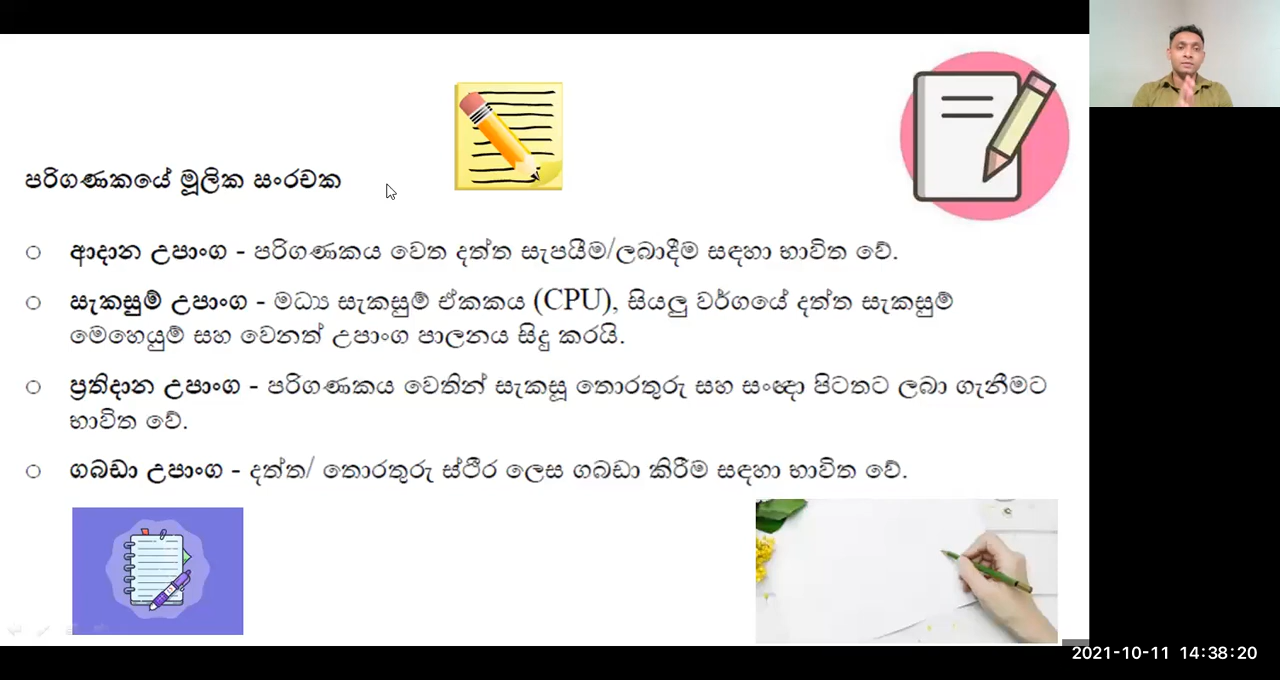 පරිගණකයේ මූලික සංරචක
○ ආදාන උපාංග - පරිගණකය වෙත දත්ත සැපයීම/ලබාදීම සඳහා භාවිත වේ.
○ සැකසුම් උපාංග - මධ්‍ය සැකසුම් ඒකකය (CPU), සියලු වර්ගයේ දත්ත සැකසුම්
මෙහෙයුම් සහ වෙනත් උපාංග පාලනය සිදු කරයි.
○ ප්‍රතිදාන උපාංග - පරිගණකය වෙතින් සැකසූ තොරතුරු සහ සංඥා පිටතට ලබා ගැනීමට
භාවිත වේ.
○ ගබඩා උපාංග - දත්ත/ තොරතුරු ස්ථිර ලෙස ගබඩා කිරීම සඳහා භාවිත වේ.
2021-10-11 14:38:20